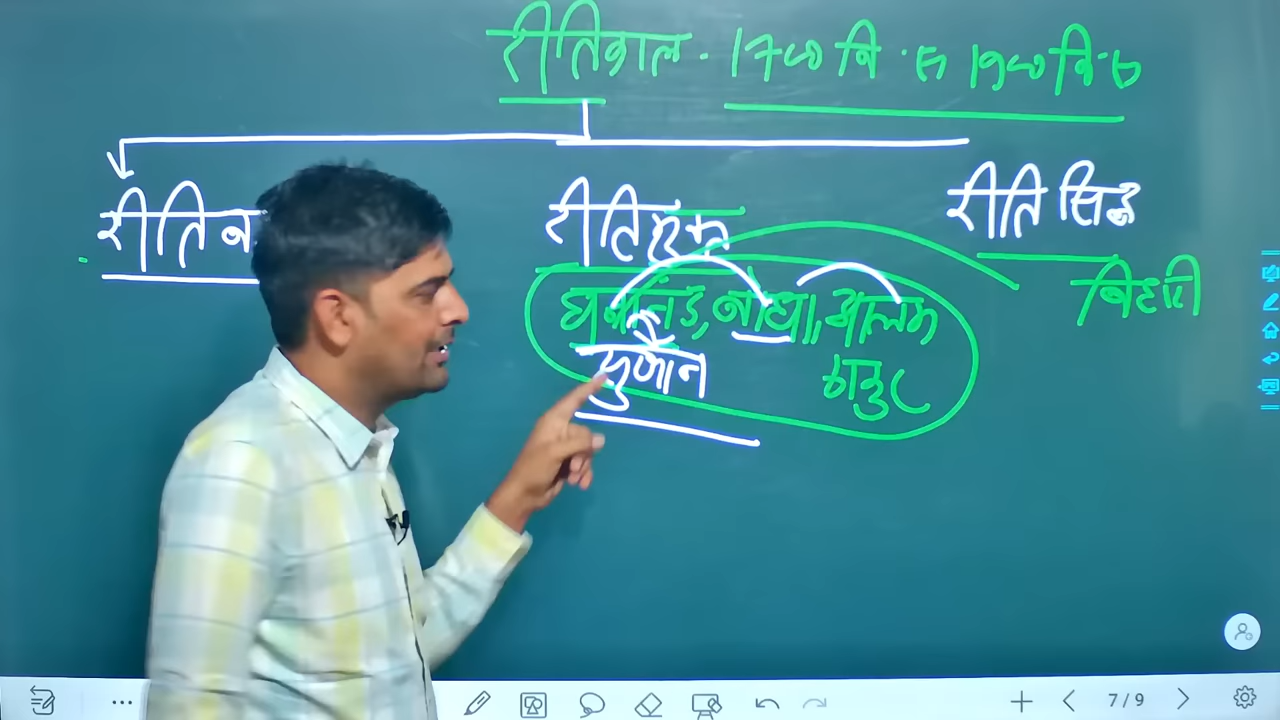 रीतिकाल - 1700 वि. से 1900 वि.
रीति रीतिमुक्त रीति सिद्ध
घनानंद, बोधा, आलम बिहारी
सुजान ठाकुर
7 / 9